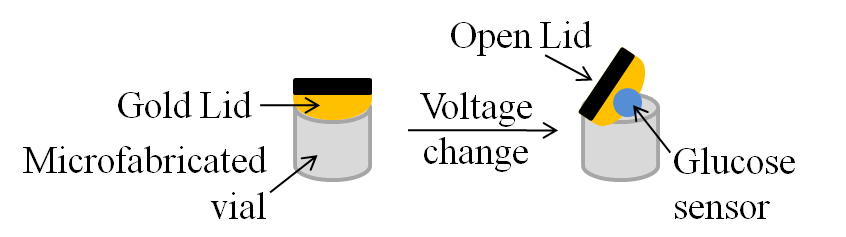 Open Lid
Gold Lid
Voltage
change
Microfabricated
vial
Glucose
sensor